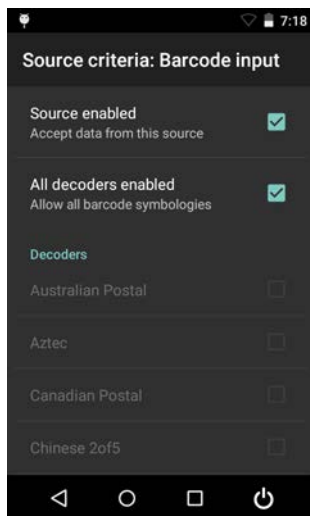 7:18
Source criteria: Barcode input
Source enabled
Accept data from this source
All decoders enabled
Allow all barcode symbologies
Decoders
Australian Postal
Aztec
Canadian Postal
Chinese 2of5